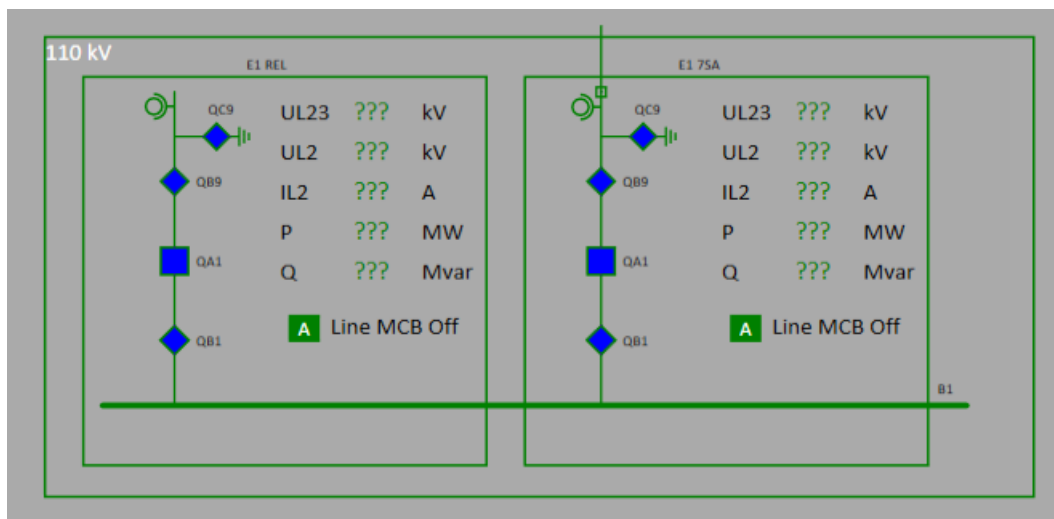 110 kV
E1 REL
QC9
UL23 ??? kV
UL2 ??? kV
QB9
IL2 ??? A
P ??? MW
QA1
Q ??? Mvar
A Line MCB Off
QB1
E1 7SA
QC9
UL23 ??? kV
UL2 ??? kV
QB9
IL2 ??? A
P ??? MW
QA1
Q ??? Mvar
A Line MCB Off
QB1
B1